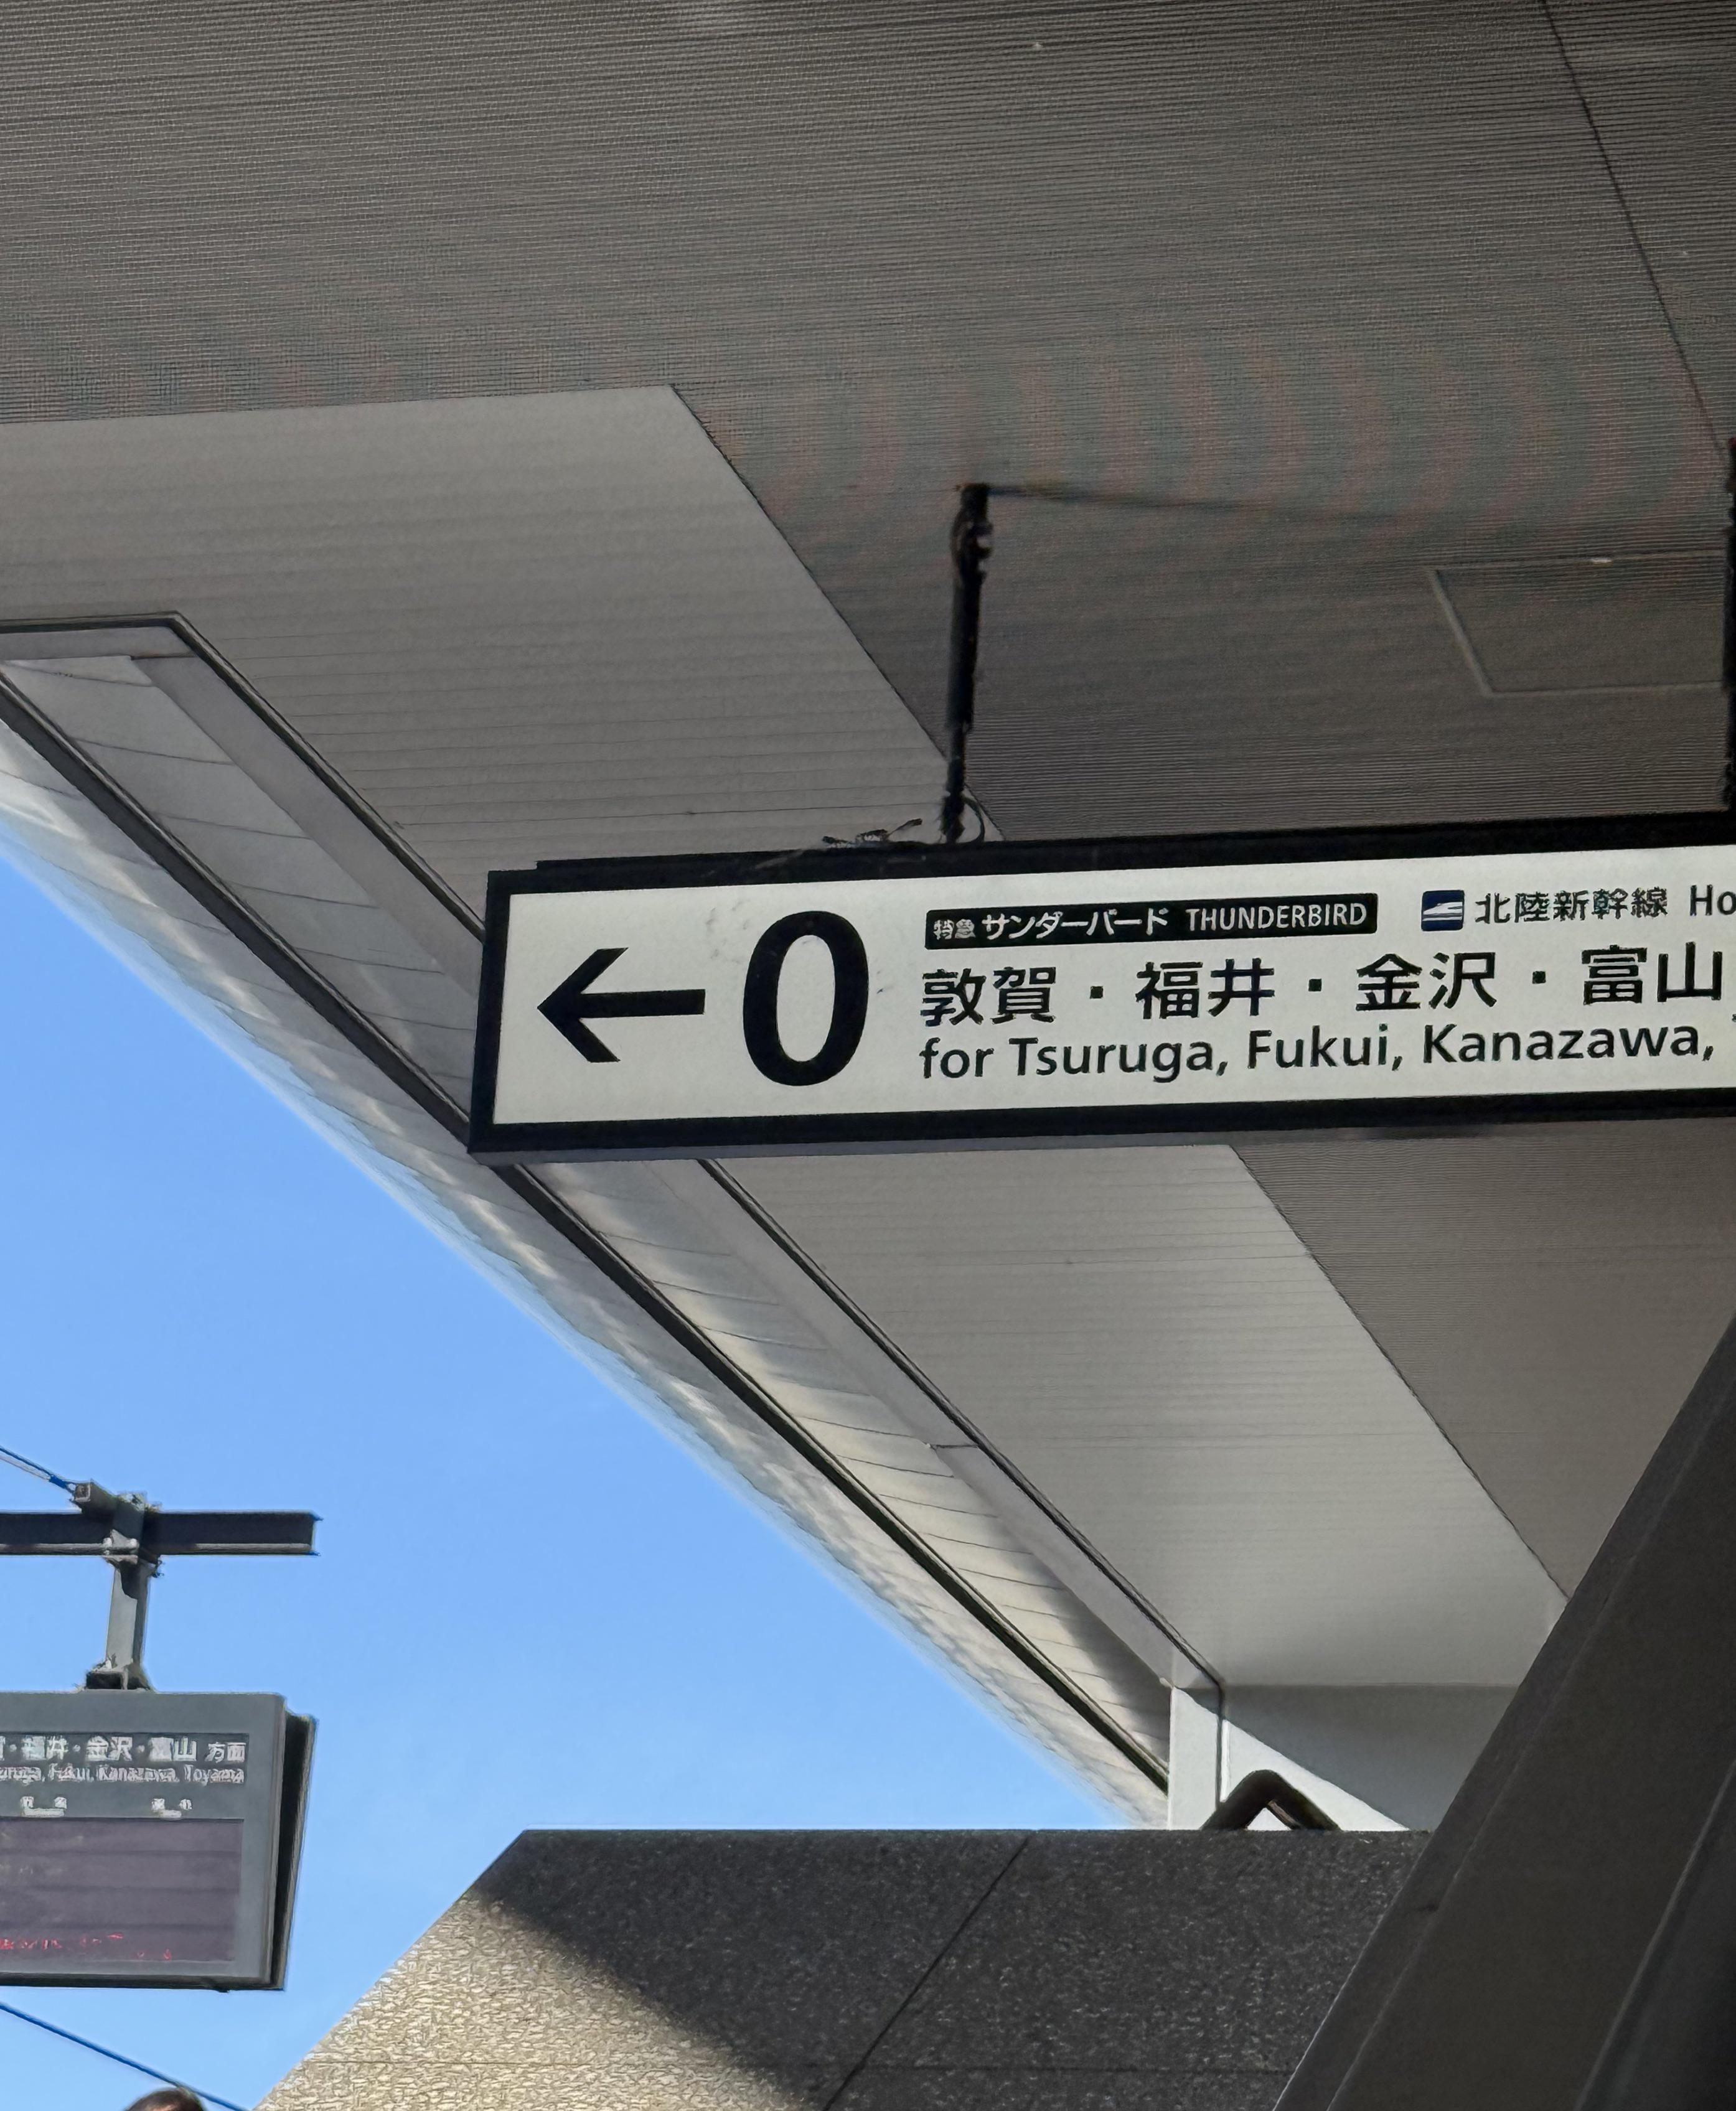 ←0
特急 サンダーバード THUNDERBIRD 北陸新幹線 Ho
敦賀・福井・金沢・富山
for Tsuruga, Fukui, Kanazawa,
・福井・金沢・富山 方面
Fukui, Kanazawa, Toyama